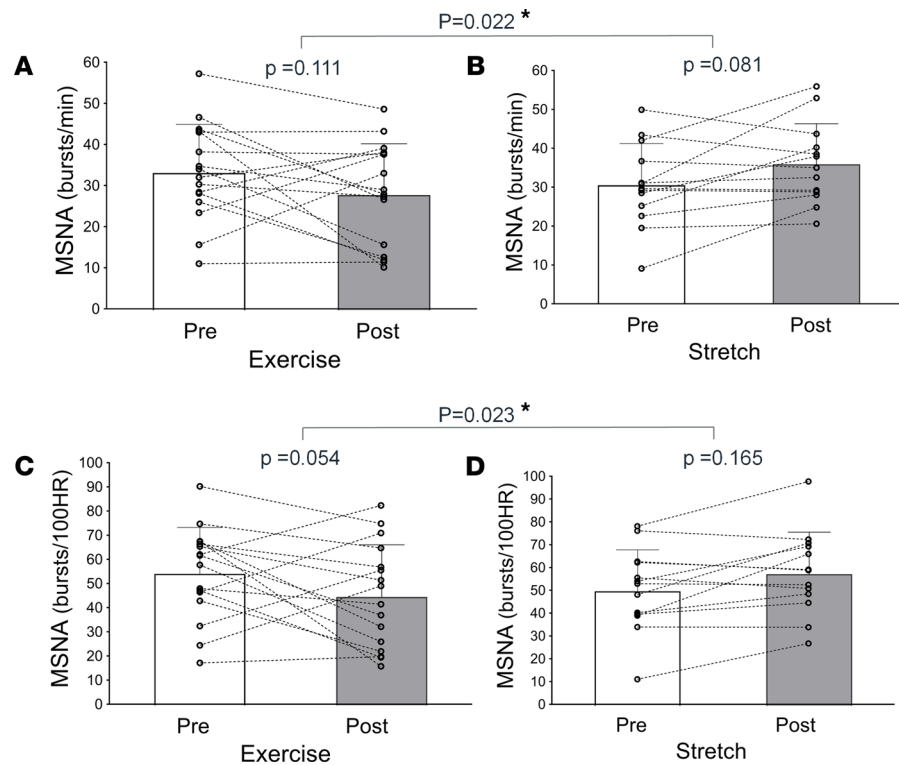 P=0.022 *
A
p =0.111
MSNA (bursts/min)
60
50
40
30
20
10
0
Pre
Post
Exercise
B
p =0.081
MSNA (bursts/min)
60
50
40
30
20
10
0
Pre
Post
Stretch
P=0.023 *
C
p =0.054
MSNA (bursts/100HR)
100
90
80
70
60
50
40
30
20
10
0
Pre
Post
Exercise
D
p =0.165
MSNA (bursts/100HR)
100
90
80
70
60
50
40
30
20
10
0
Pre
Post
Stretch